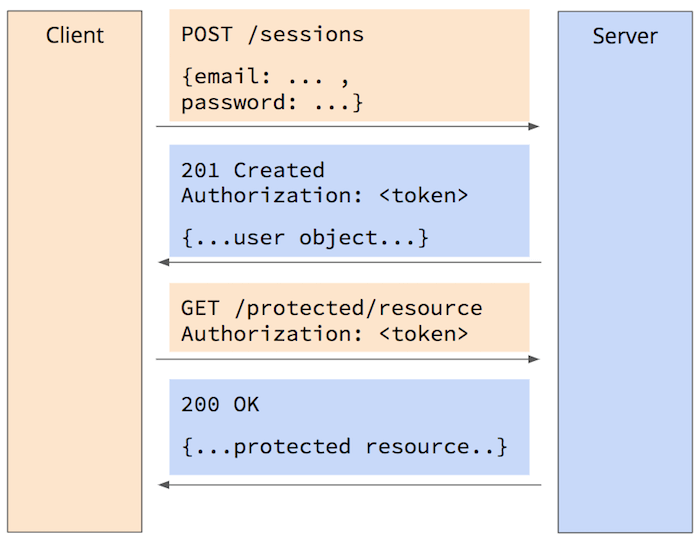 Client
Server
POST /sessions
{email: ... ,
password: ...}
201 Created
Authorization: <token>
{...user object...}
GET /protected/resource
Authorization: <token>
200 OK
{...protected resource..}